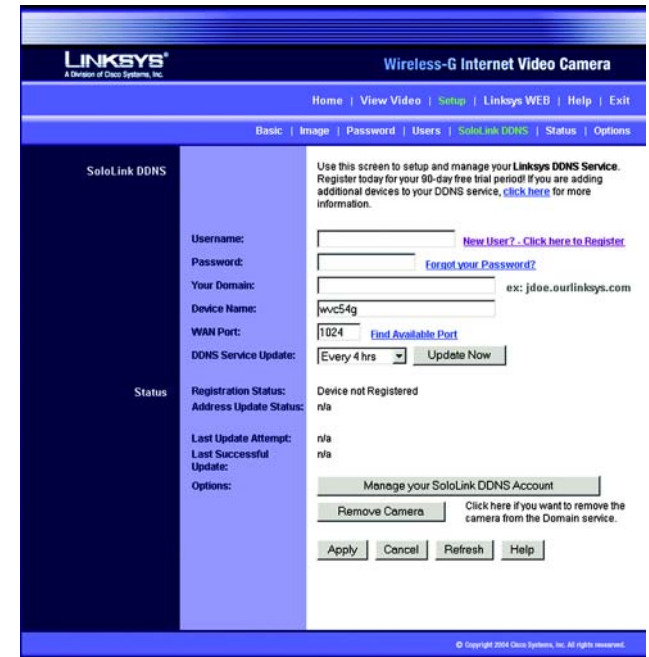 LINKSYS®
A Division of Cisco Systems, Inc.
Wireless-G Internet Video Camera
Home | View Video | Setup | Linksys WEB | Help | Exit
Basic | Image | Password | Users | SoloLink DDNS | Status | Options
SoloLink DDNS
Use this screen to setup and manage your Linksys DDNS Service.
Register today for your 90-day free trial period! If you are adding
additional devices to your DDNS service, click here for more
information.
Username:
New User? - Click here to Register
Password:
Forgot your Password?
Your Domain:
ex: jdoe.ourlinksys.com
Device Name:
wvc54g
WAN Port:
1024
Find Available Port
DDNS Service Update:
Every 4 hrs
Update Now
Status
Registration Status:
Device not Registered
Address Update Status:
n/a
Last Update Attempt:
n/a
Last Successful
Update:
n/a
Options:
Manage your SoloLink DDNS Account
Remove Camera
Click here if you want to remove the
camera from the Domain service.
Apply
Cancel
Refresh
Help
© Copyright 2004 Cisco Systems, Inc. All rights reserved.